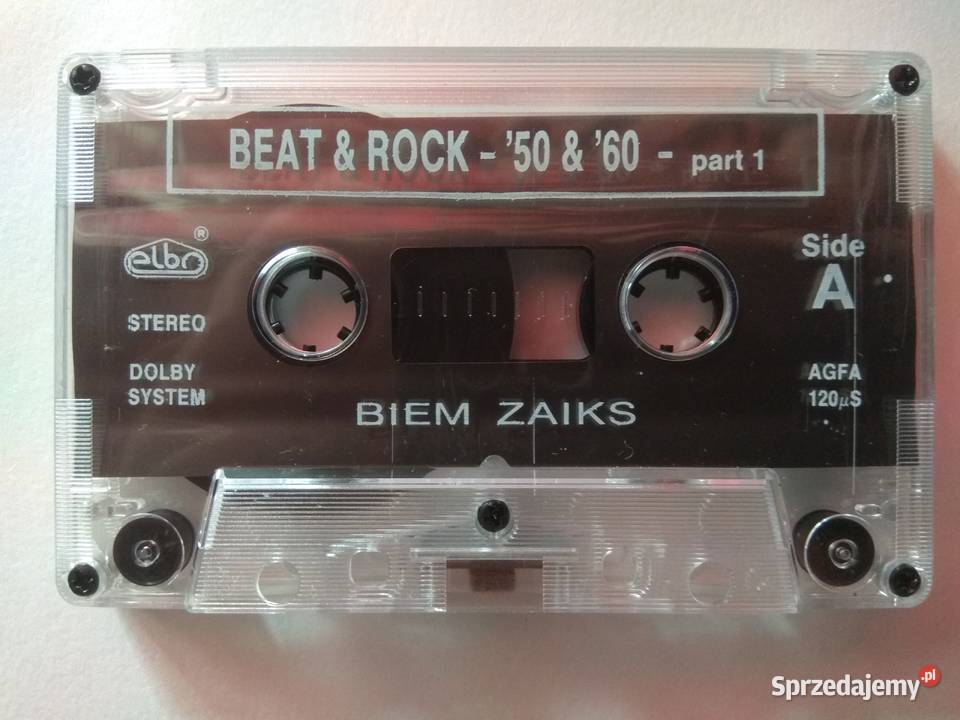 BEAT & ROCK - '50 & '60 - part 1
elbo ®
Side
A
STEREO
DOLBY
SYSTEM
AGFA
120µS
BIEM ZAIKS
Sprzedajemy.pl